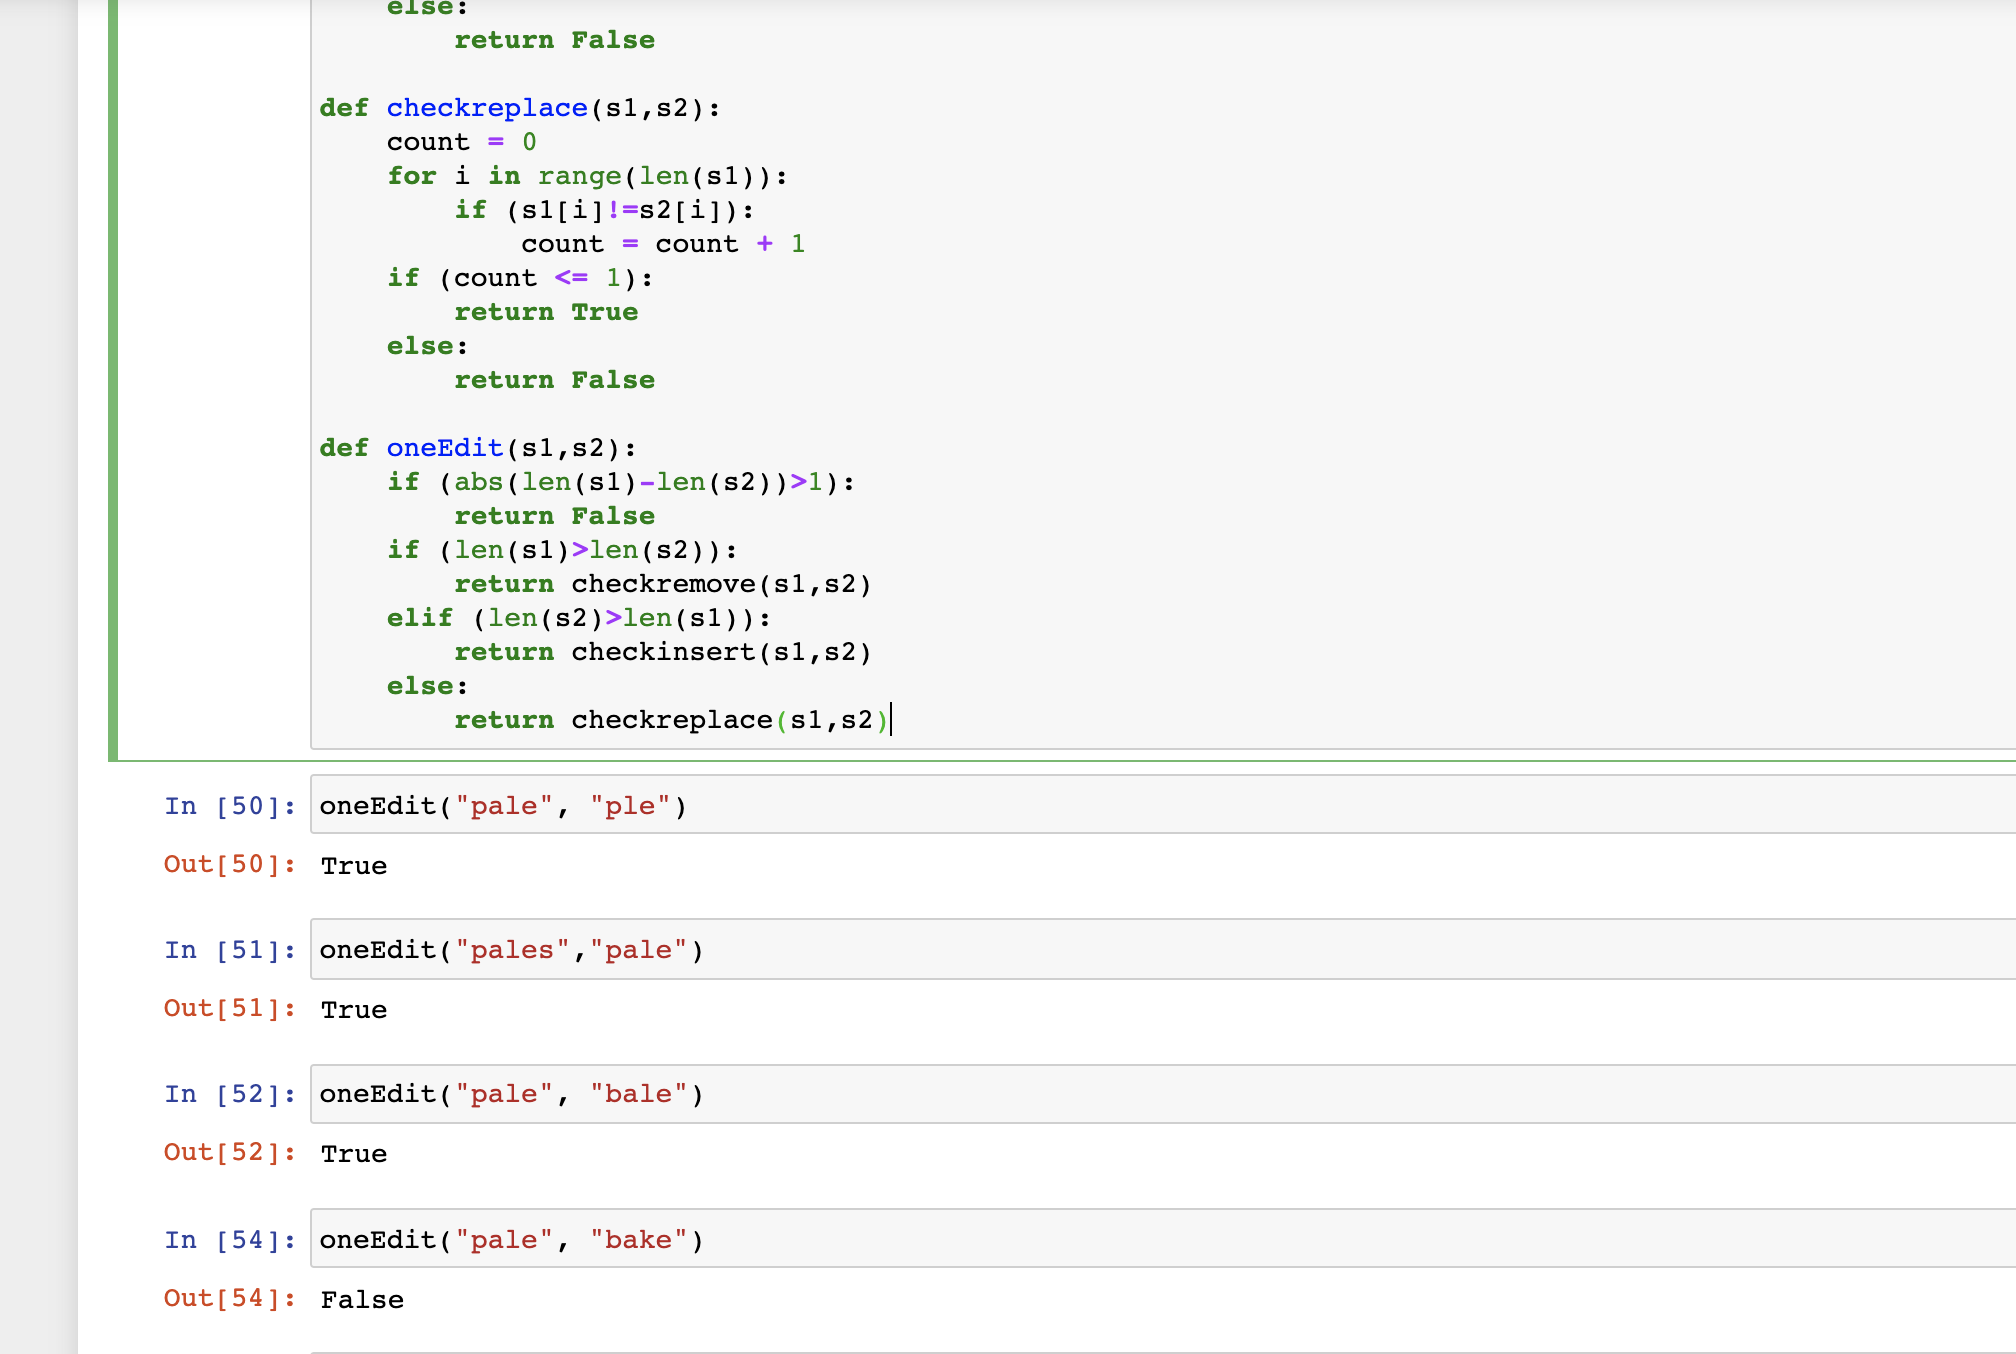 else:
return False
def checkreplace(s1,s2):
count = 0
for i in range(len(s1)):
if (s1[i]!=s2[i]):
count = count + 1
if (count <= 1):
return True
else:
return False
def oneEdit(s1,s2):
if (abs(len(s1)-len(s2))>1):
return False
if (len(s1)>len(s2)):
return checkremove(s1,s2)
elif (len(s2)>len(s1)):
return checkinsert(s1,s2)
else:
return checkreplace(s1,s2)
In [50]: oneEdit("pale", "ple")
Out[50]: True
In [51]: oneEdit("pales","pale")
Out[51]: True
In [52]: oneEdit("pale", "bale")
Out[52]: True
In [54]: oneEdit("pale", "bake")
Out[54]: False